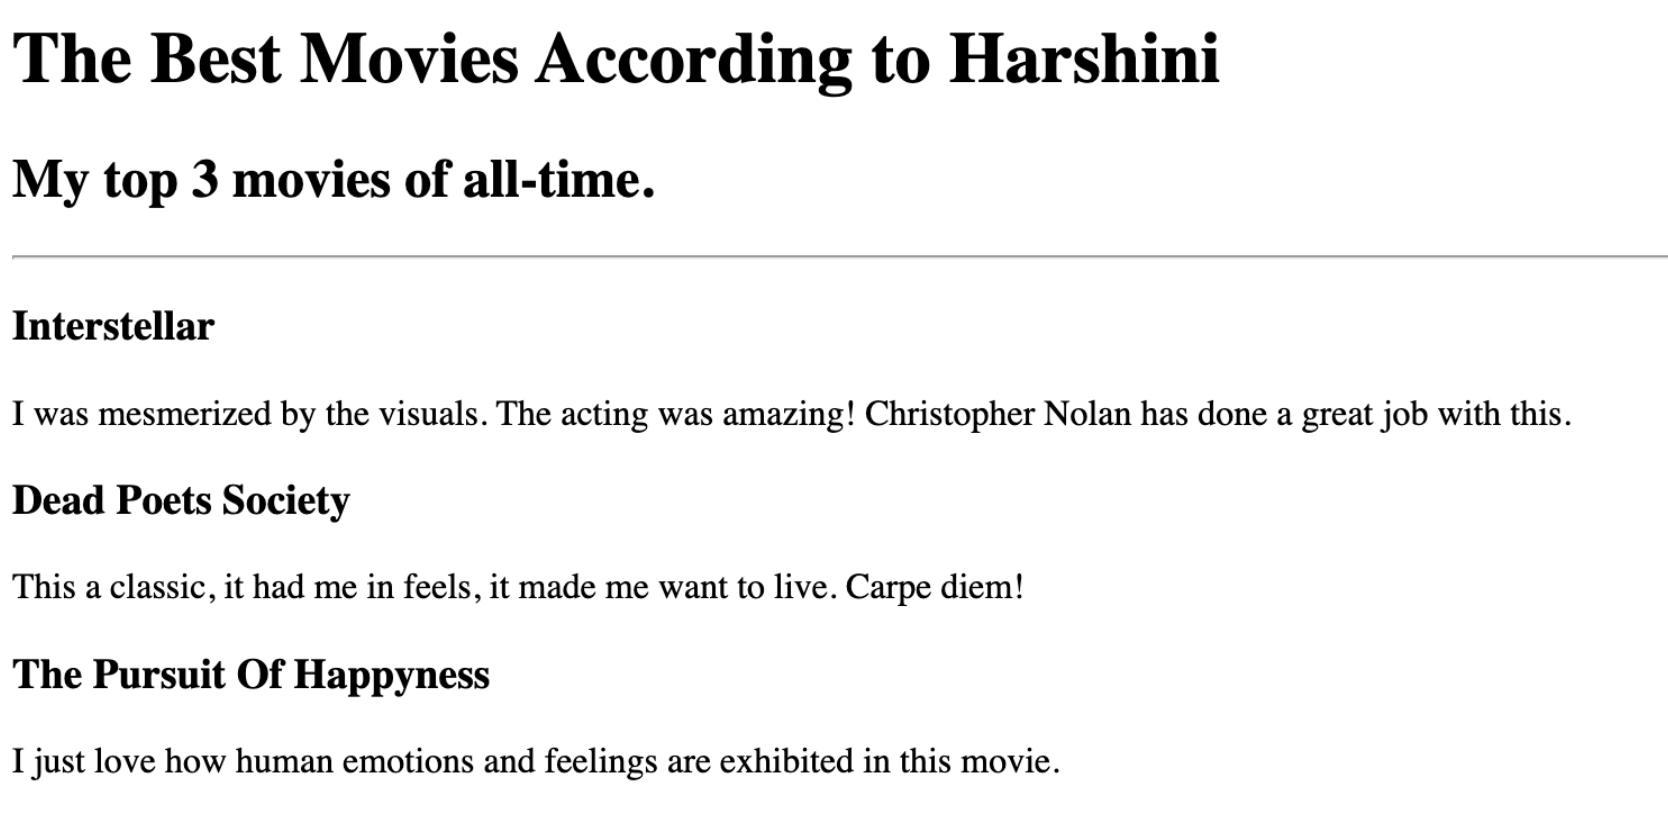 The Best Movies According to Harshini
My top 3 movies of all-time.
Interstellar
I was mesmerized by the visuals. The acting was amazing! Christopher Nolan has done a great job with this.
Dead Poets Society
This a classic, it had me in feels, it made me want to live. Carpe diem!
The Pursuit Of Happyness
I just love how human emotions and feelings are exhibited in this movie.